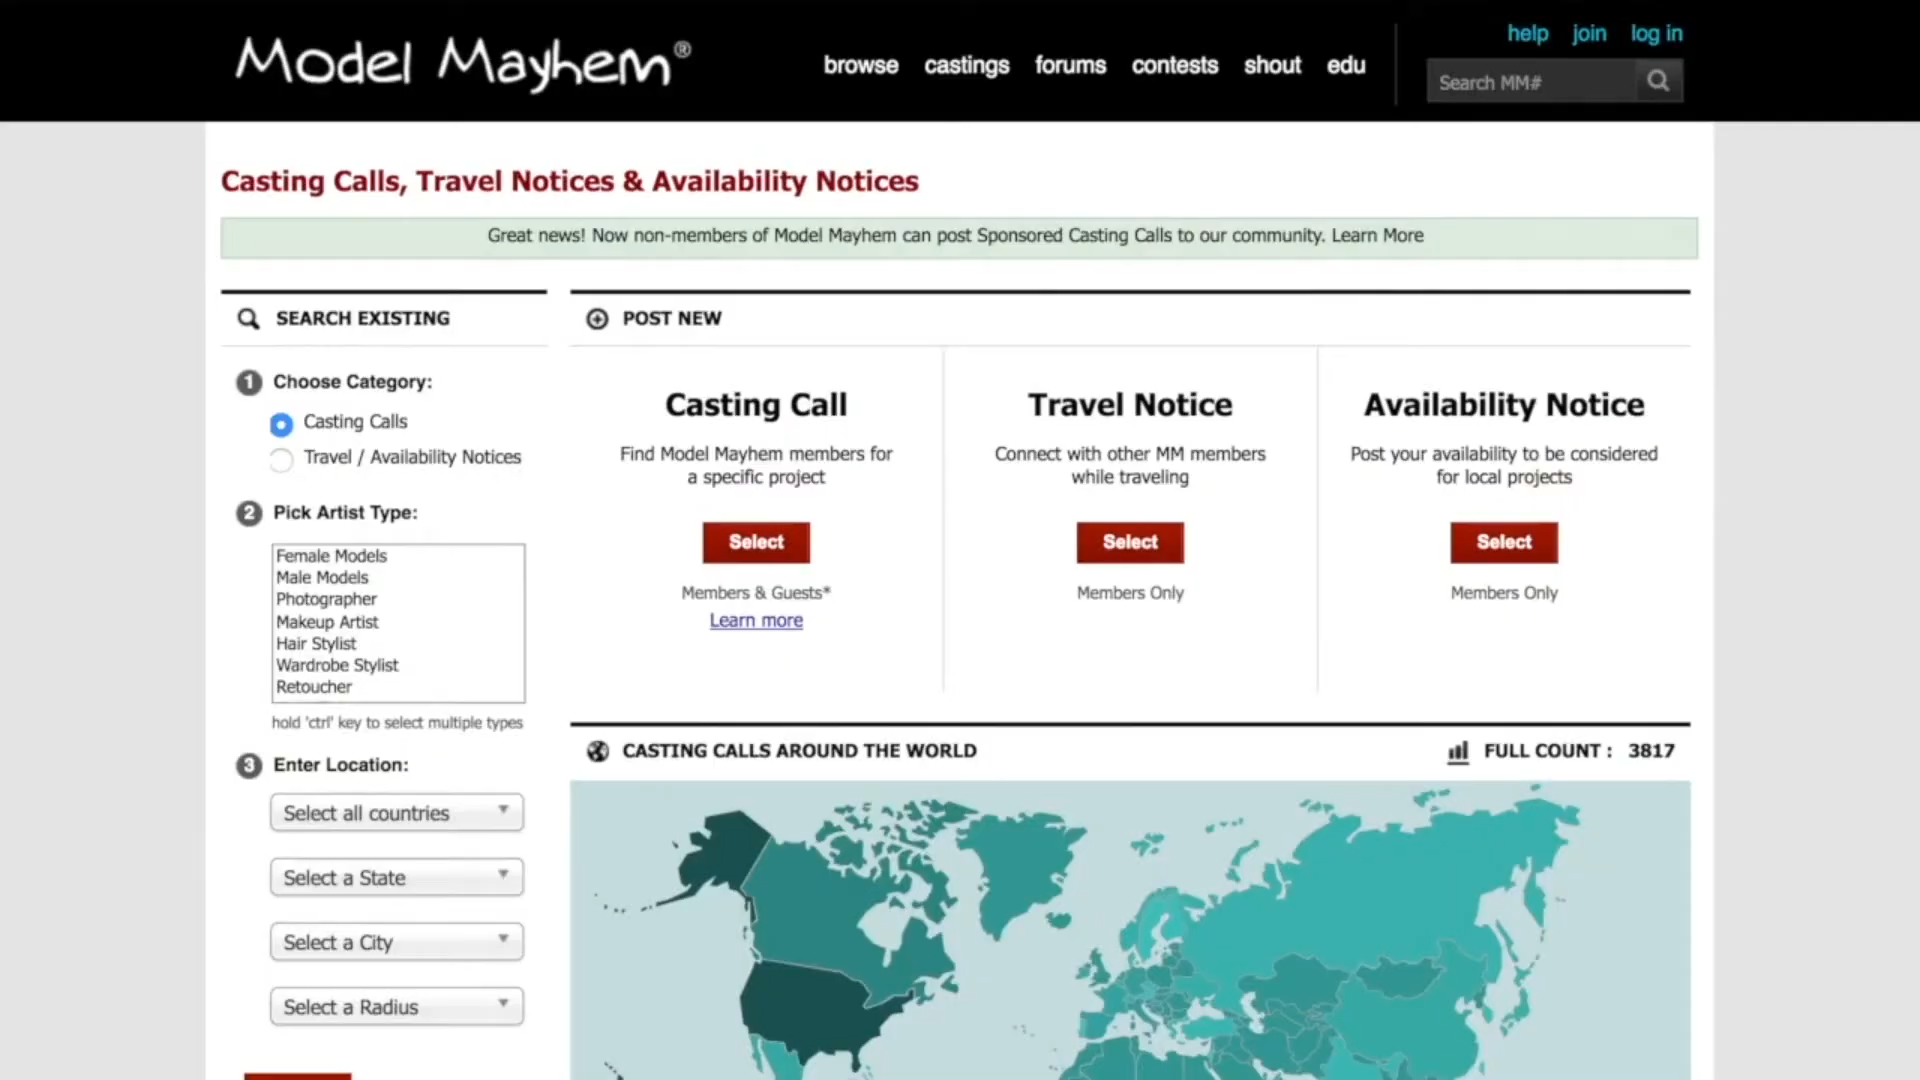 Model Mayhem®
browse castings forums contests shout edu
help join log in
Search MM#
Casting Calls, Travel Notices & Availability Notices
Great news! Now non-members of Model Mayhem can post Sponsored Casting Calls to our community. Learn More
SEARCH EXISTING
1 Choose Category:
Casting Calls
Travel / Availability Notices
2 Pick Artist Type:
Female Models
Male Models
Photographer
Makeup Artist
Hair Stylist
Wardrobe Stylist
Retoucher
hold 'ctrl' key to select multiple types
3 Enter Location:
Select all countries
Select a State
Select a City
Select a Radius
POST NEW
Casting Call
Find Model Mayhem members for
a specific project
Select
Members & Guests*
Learn more
Travel Notice
Connect with other MM members
while traveling
Select
Members Only
Availability Notice
Post your availability to be considered
for local projects
Select
Members Only
CASTING CALLS AROUND THE WORLD
FULL COUNT : 3817